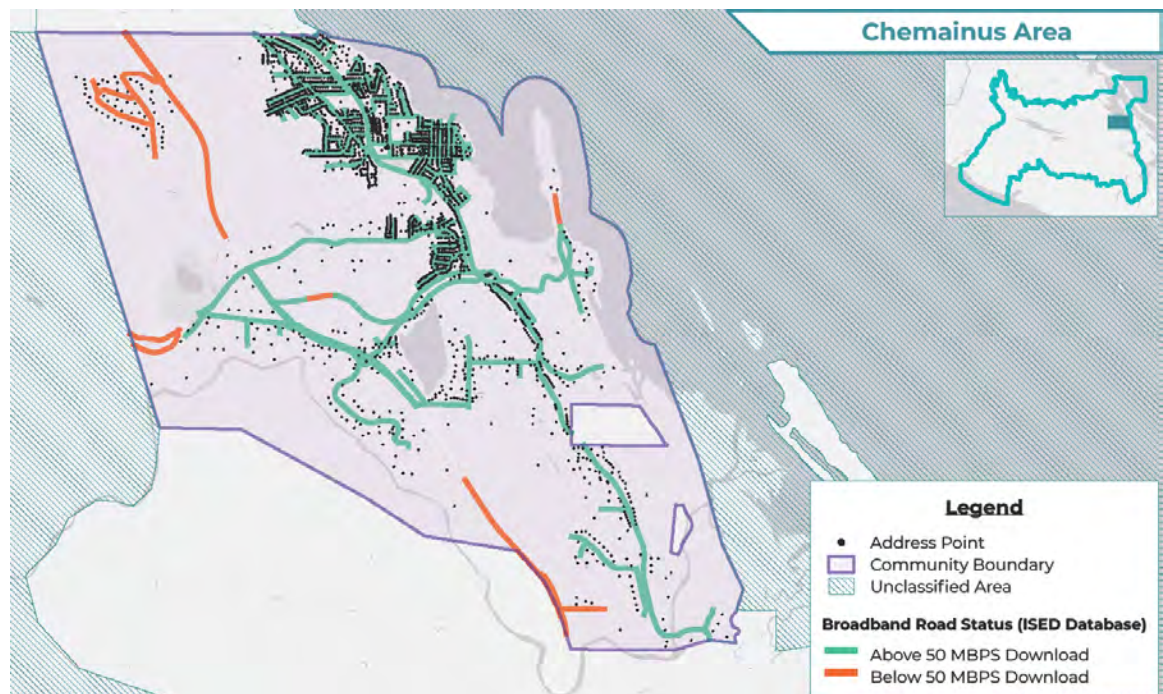 Chemainus Area
Legend
Address Point
Community Boundary
Unclassified Area
Broadband Road Status (ISED Database)
Above 50 MBPS Download
Below 50 MBPS Download